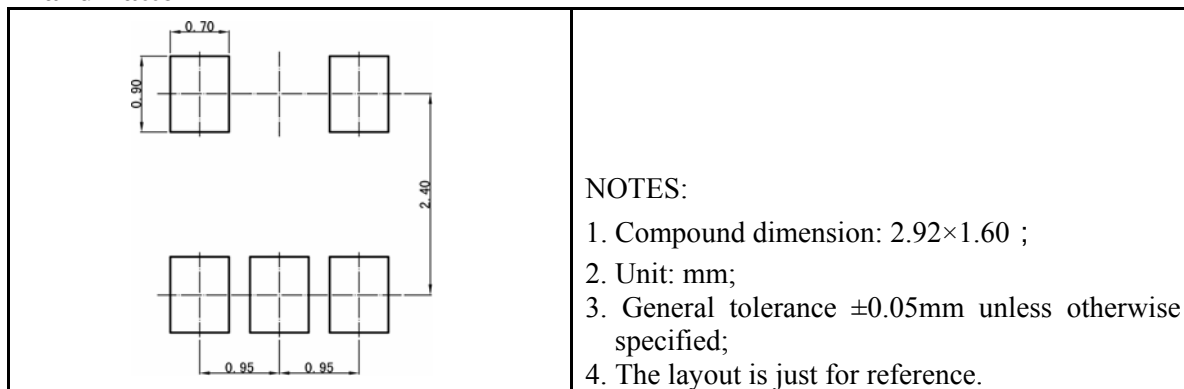 0.70
0.90
2.40
0.95 0.95
NOTES:
1. Compound dimension: 2.92×1.60；
2. Unit: mm;
3. General tolerance ±0.05mm unless otherwise
specified;
4. The layout is just for reference.